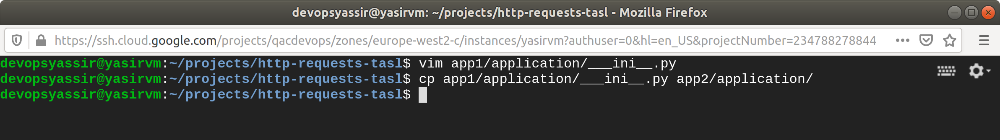 devopsyassir@yasirvm: ~/projects/http-requests-tasl - Mozilla Firefox
https://ssh.cloud.google.com/projects/qacdevops/zones/europe-west2-c/instances/yasirvm?authuser=0&hl=en_US&projectNumber=234788278844
devopsyassir@yasirvm:~/projects/http-requests-tasl$ vim app1/application/___ini__.py
devopsyassir@yasirvm:~/projects/http-requests-tasl$ cp app1/application/___ini__.py app2/application/
devopsyassir@yasirvm:~/projects/http-requests-tasl$